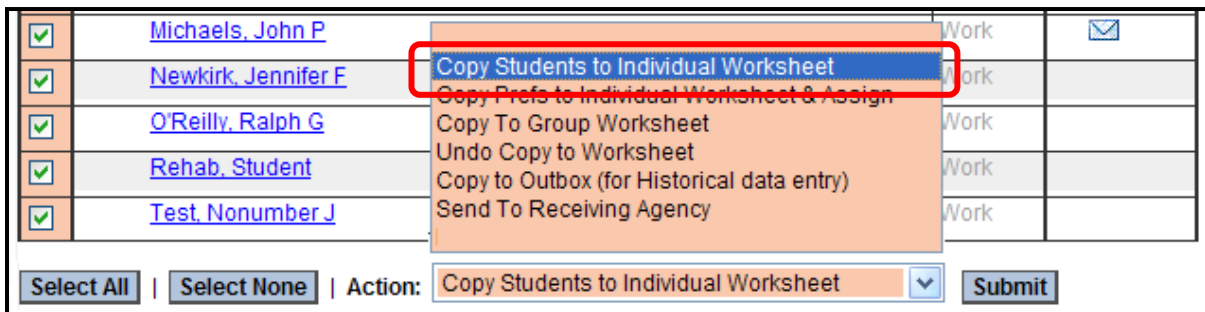 Michaels, John P Work
Copy Students to Individual Worksheet
Newkirk, Jennifer F
Copy Prefs to Individual Worksheet & Assign
O'Reilly, Ralph G Copy To Group Worksheet Work
Undo Copy to Worksheet
Rehab, Student Work
Copy to Outbox (for Historical data entry)
Test, Nonumber J Send To Receiving Agency Work
Select All | Select None | Action: Copy Students to Individual Worksheet Submit